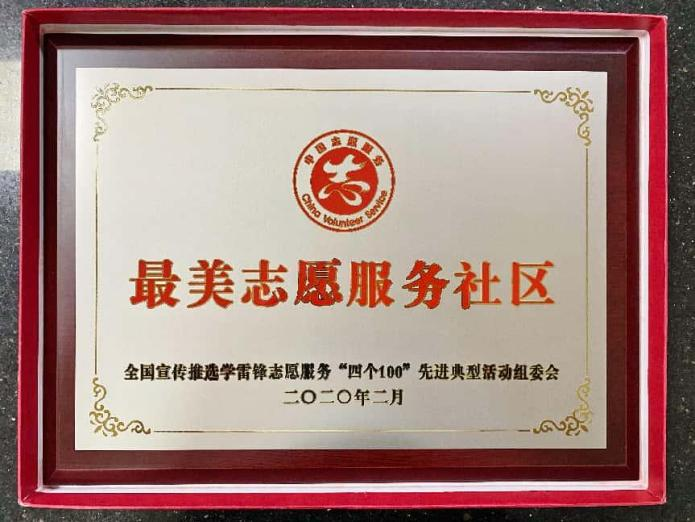 中国志愿服务
志
China Volunteer Service
最美志愿服务社区
全国宣传推选学雷锋志愿服务“四个100”先进典型活动组委会
二〇二〇年二月